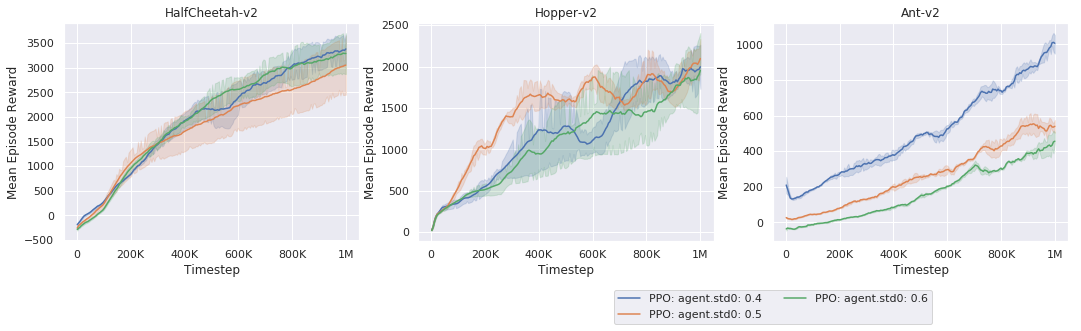 HalfCheetah-v2
Mean Episode Reward
3500
3000
2500
2000
1500
1000
500
0
−500
0 200K 400K 600K 800K 1M
Timestep
Hopper-v2
Mean Episode Reward
2500
2000
1500
1000
500
0
0 200K 400K 600K 800K 1M
Timestep
Ant-v2
Mean Episode Reward
1000
800
600
400
200
0
0 200K 400K 600K 800K 1M
Timestep
PPO: agent.std0: 0.4
PPO: agent.std0: 0.5
PPO: agent.std0: 0.6